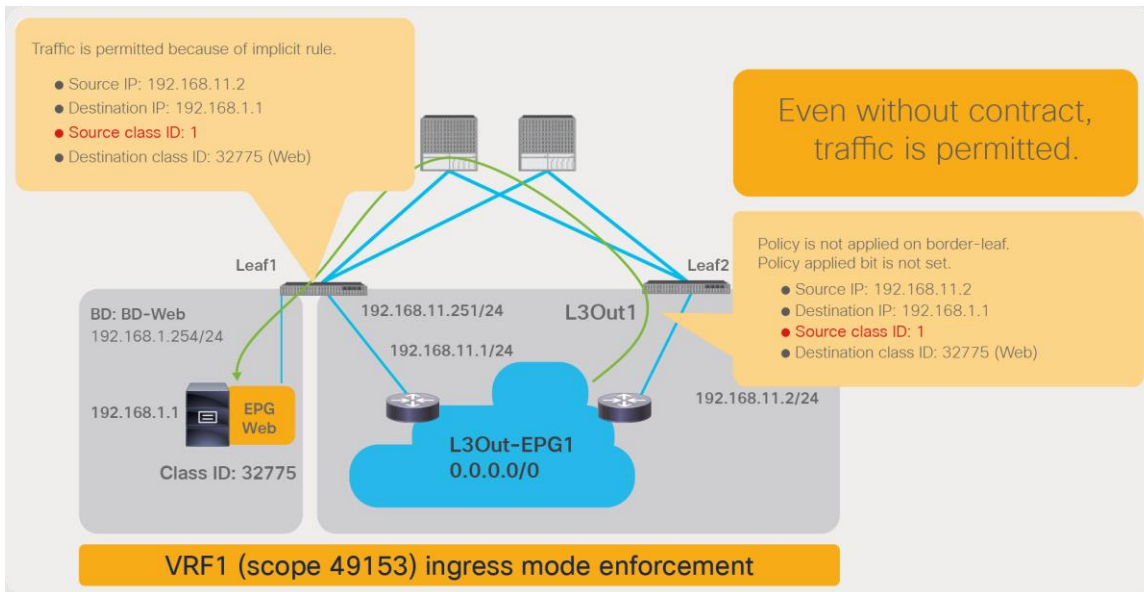 Traffic is permitted because of implicit rule.
● Source IP: 192.168.11.2
● Destination IP: 192.168.1.1
● Source class ID: 1
● Destination class ID: 32775 (Web)
Even without contract,
traffic is permitted.
Policy is not applied on border-leaf.
Policy applied bit is not set.
● Source IP: 192.168.11.2
● Destination IP: 192.168.1.1
● Source class ID: 1
● Destination class ID: 32775 (Web)
Leaf1
Leaf2
BD: BD-Web
192.168.1.254/24
192.168.11.251/24
L3Out1
192.168.11.1/24
192.168.11.2/24
192.168.1.1
EPG
Web
Class ID: 32775
L3Out-EPG1
0.0.0.0/0
VRF1 (scope 49153) ingress mode enforcement